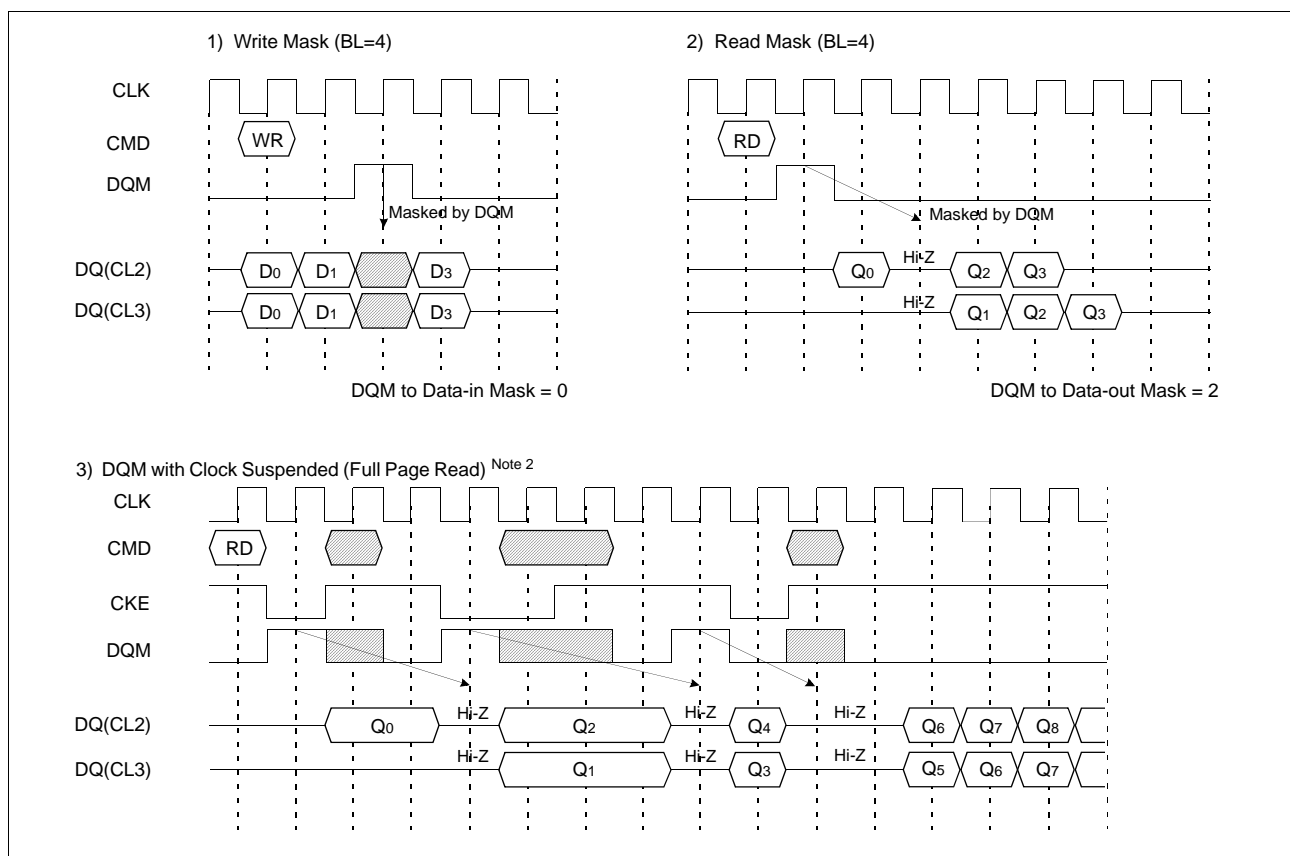 1) Write Mask (BL=4)
CLK
CMD
WR
DQM
Masked by DQM
DQ(CL2)
D0 D1 D3
DQ(CL3)
D0 D1 D3
DQM to Data-in Mask = 0
2) Read Mask (BL=4)
RD
Masked by DQM
Hi-Z
Q0 Q2 Q3
Hi-Z
Q1 Q2 Q3
DQM to Data-out Mask = 2
3) DQM with Clock Suspended (Full Page Read) Note 2
CLK
CMD
RD
CKE
DQM
DQ(CL2)
Q0 Hi-Z Q2 Hi-Z Q4 Hi-Z Q6 Q7 Q8
DQ(CL3)
Hi-Z Q1 Hi-Z Q3 Hi-Z Q5 Q6 Q7